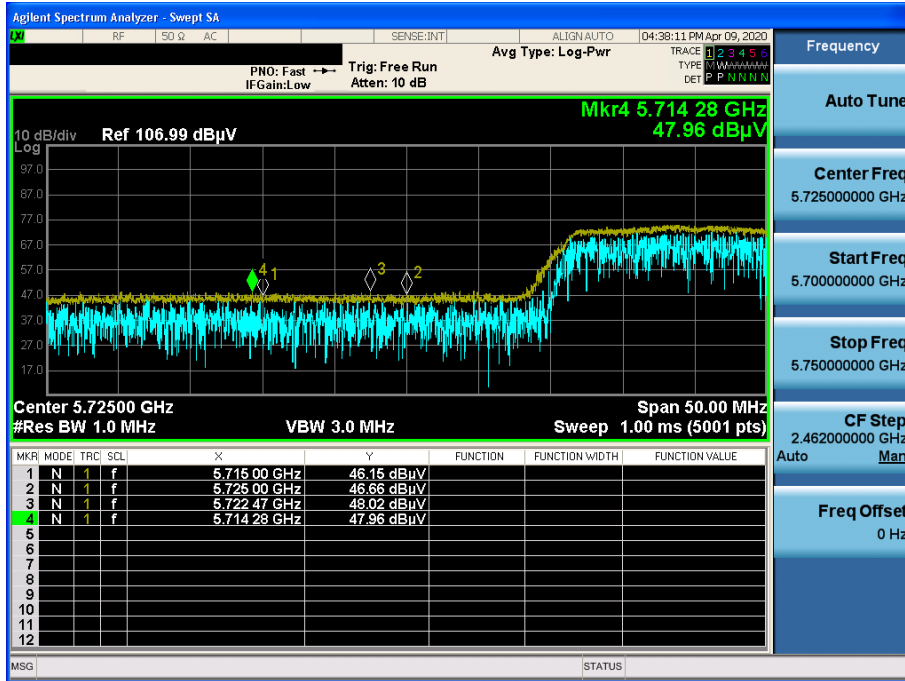 Agilent Spectrum Analyzer - Swept SA
LXI RF 50 Ω AC SENSE:INT ALIGN AUTO 04:38:11 PM Apr 09, 2020
PNO: Fast
IFGain:Low
Trig: Free Run
Atten: 10 dB
Avg Type: Log-Pwr
TRACE 1 2 3 4 5 6
TYPE M W W W W W
DET P P N N N N
Mkr4 5.714 28 GHz
47.96 dBµV
10 dB/div Ref 106.99 dBµV
Log
97.0
87.0
77.0
67.0
57.0
47.0
37.0
27.0
17.0
4 1 3 2
Center 5.72500 GHz Span 50.00 MHz
#Res BW 1.0 MHz VBW 3.0 MHz Sweep 1.00 ms (5001 pts)
MKR MODE TRC SCL X Y FUNCTION FUNCTION WIDTH FUNCTION VALUE
1 N 1 f 5.715 00 GHz 46.15 dBµV
2 N 1 f 5.725 00 GHz 46.66 dBµV
3 N 1 f 5.722 47 GHz 48.02 dBµV
4 N 1 f 5.714 28 GHz 47.96 dBµV
5
6
7
8
9
10
11
12
MSG STATUS
Frequency
Auto Tune
Center Freq
5.725000000 GHz
Start Freq
5.700000000 GHz
Stop Freq
5.750000000 GHz
CF Step
2.462000000 GHz
Auto Man
Freq Offset
0 Hz